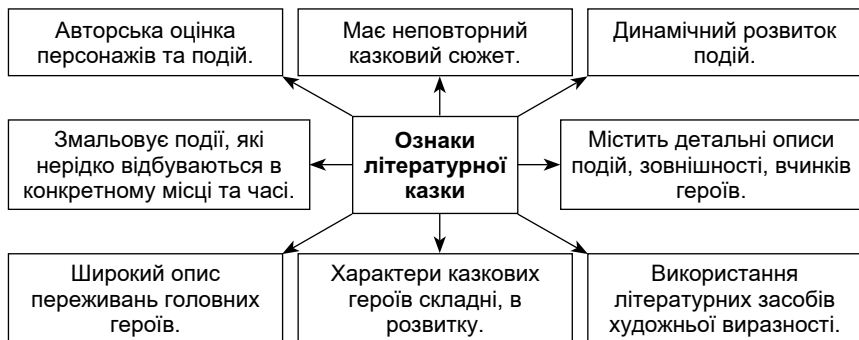 Авторська оцінка
персонажів та подій.
Має неповторний
казковий сюжет.
Динамічний розвиток
подій.
Змальовує події, які
нерідко відбуваються в
конкретному місці та часі.
Ознаки
літературної
казки
Містить детальні описи
подій, зовнішності, вчинків
героїв.
Широкий опис
переживань головних
героїв.
Характери казкових
героїв складні, в
розвитку.
Використання
літературних засобів
художньої виразності.